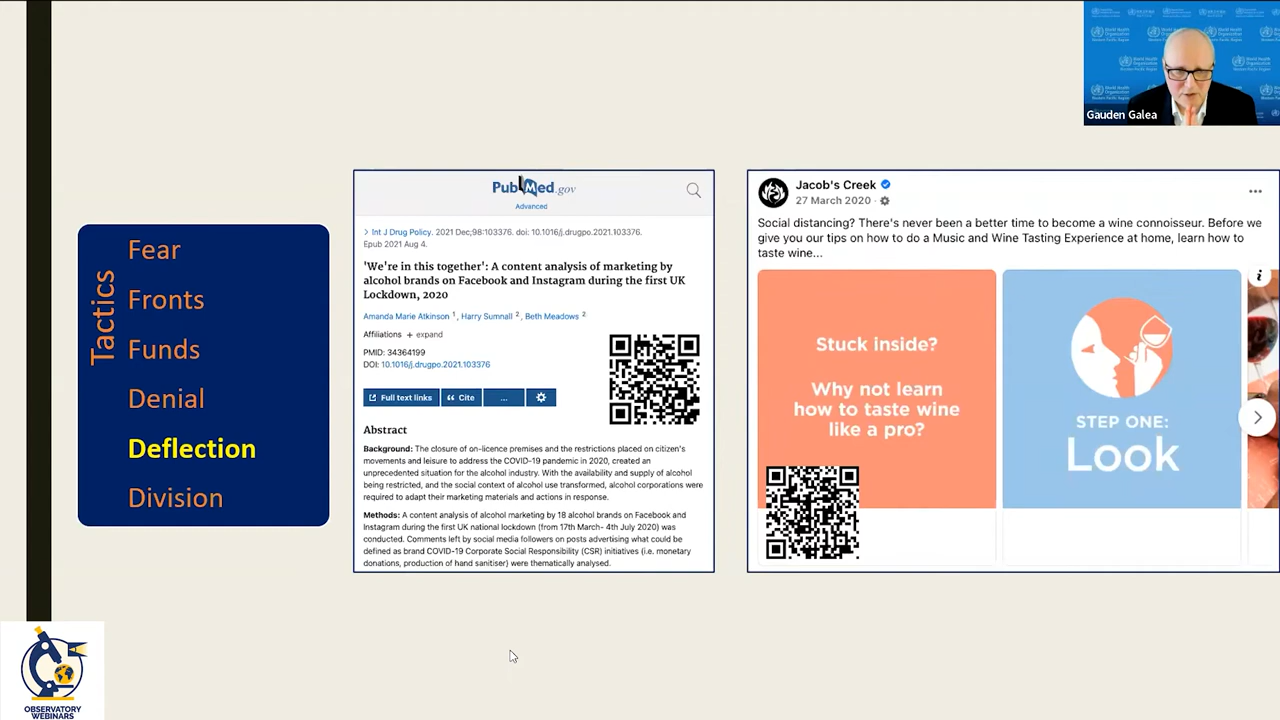 Gauden Galea
Tactics
Fear
Fronts
Funds
Denial
Deflection
Division
PubMed.gov
Advanced
> Int J Drug Policy. 2021 Dec;98:103376. doi: 10.1016/j.drugpo.2021.103376.
Epub 2021 Aug 4.
'We're in this together': A content analysis of marketing by
alcohol brands on Facebook and Instagram during the first UK
Lockdown, 2020
Amanda Marie Atkinson 1, Harry Sumnall 2, Beth Meadows 2
Affiliations + expand
PMID: 34364199
DOI: 10.1016/j.drugpo.2021.103376
Full text links
Cite
...
Abstract
Background: The closure of on-licence premises and the restrictions placed on citizen's
movements and leisure to address the COVID-19 pandemic in 2020, created an
unprecedented situation for the alcohol industry. With the availability and supply of alcohol
being restricted, and the social context of alcohol use transformed, alcohol corporations were
required to adapt their marketing materials and actions in response.
Methods: A content analysis of alcohol marketing by 18 alcohol brands on Facebook and
Instagram during the first UK national lockdown (from 17th March- 4th July 2020) was
conducted. Comments left by social media followers on posts advertising what could be
defined as brand COVID-19 Corporate Social Responsibility (CSR) initiatives (i.e. monetary
donations, production of hand sanitiser) were thematically analysed.
Jacob's Creek
27 March 2020 ·
Social distancing? There's never been a better time to become a wine connoisseur. Before we
give you our tips on how to do a Music and Wine Tasting Experience at home, learn how to
taste wine...
Stuck inside?
Why not learn
how to taste wine
like a pro?
STEP ONE:
Look
i
OBSERVATORY
WEBINARS